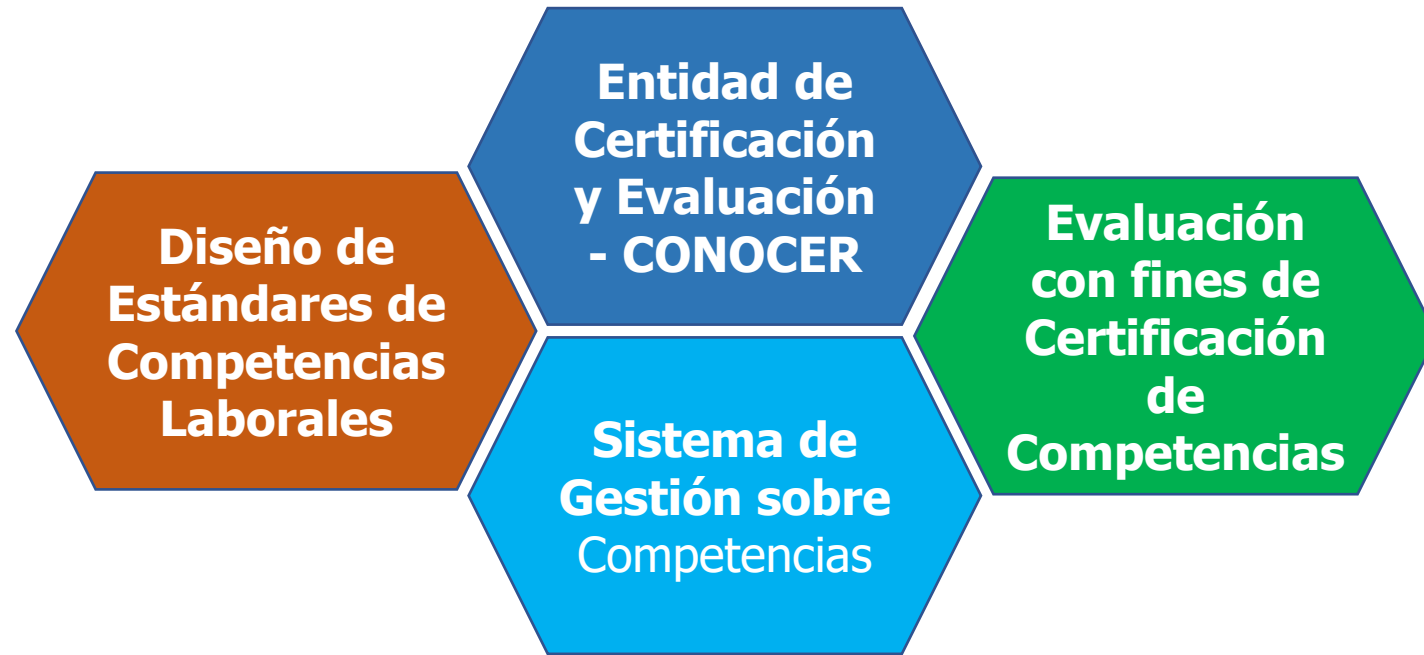 Entidad de
Certificación
y Evaluación
- CONOCER
Diseño de
Estándares de
Competencias
Laborales
Evaluación
con fines de
Certificación
de
Competencias
Sistema de
Gestión sobre
Competencias